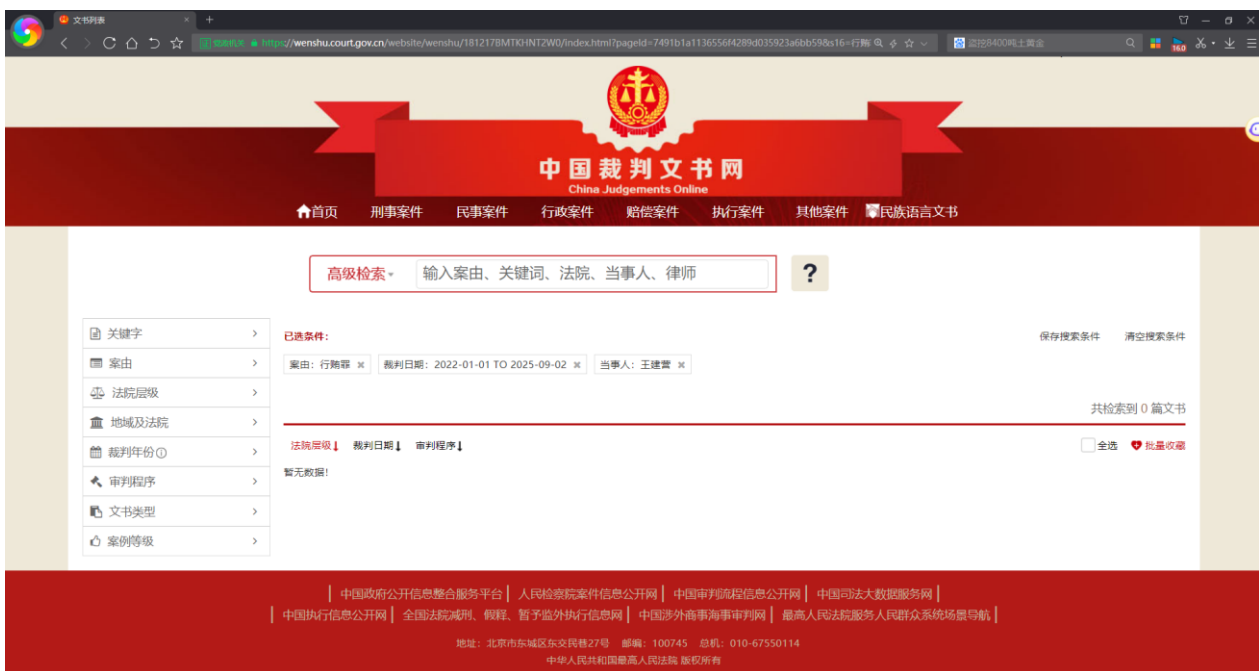 文书列表
https://wenshu.court.gov.cn/website/wenshu/181217BMTKHNT2W0/index.html?pageId=7491b1a1136556f4289d035923a6bb59&s16=行贿
盗挖8400吨土黄金
16.0
中国裁判文书网
China Judgements Online
首页 刑事案件 民事案件 行政案件 赔偿案件 执行案件 其他案件 民族语言文书
高级检索 输入案由、关键词、法院、当事人、律师 ?
关键字
案由
法院层级
地域及法院
裁判年份
审判程序
文书类型
案例等级
已选条件: 保存搜索条件 清空搜索条件
案由：行贿罪 × 裁判日期：2022-01-01 TO 2025-09-02 × 当事人：王建营 ×
共检索到 0 篇文书
法院层级↓ 裁判日期↓ 审判程序↓ 全选 批量收藏
暂无数据!
| 中国政府公开信息整合服务平台 | 人民检察院案件信息公开网 | 中国审判流程信息公开网 | 中国司法大数据服务网 |
| 中国执行信息公开网 | 全国法院减刑、假释、暂予监外执行信息网 | 中国涉外商事海事审判网 | 最高人民法院服务人民群众系统场景导航 |
地址：北京市东城区东交民巷27号 邮编：100745 总机：010-67550114
中华人民共和国最高人民法院 版权所有